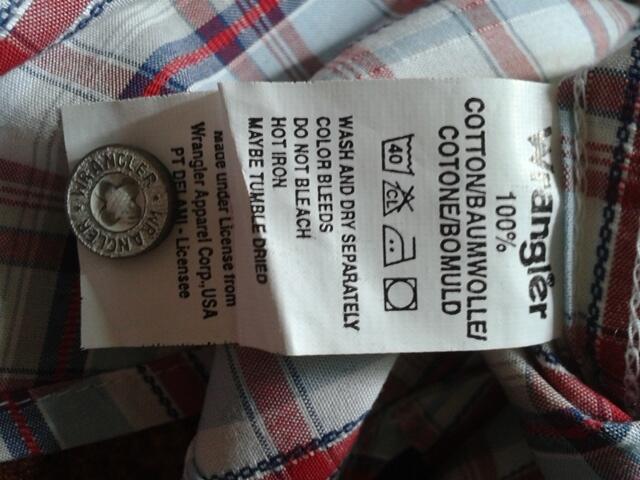 Wrangler
100%
COTTON/BAUMWOLLE/
COTONE/BOMULD
40 CL
WASH AND DRY SEPARATELY
COLOR BLEEDS
DO NOT BLEACH
HOT IRON
MAYBE TUMBLE DRIED
Made under License from
Wrangler Apparel Corp., USA
PT DELAMI - Licensee
WRANGLER • WRANGLER •